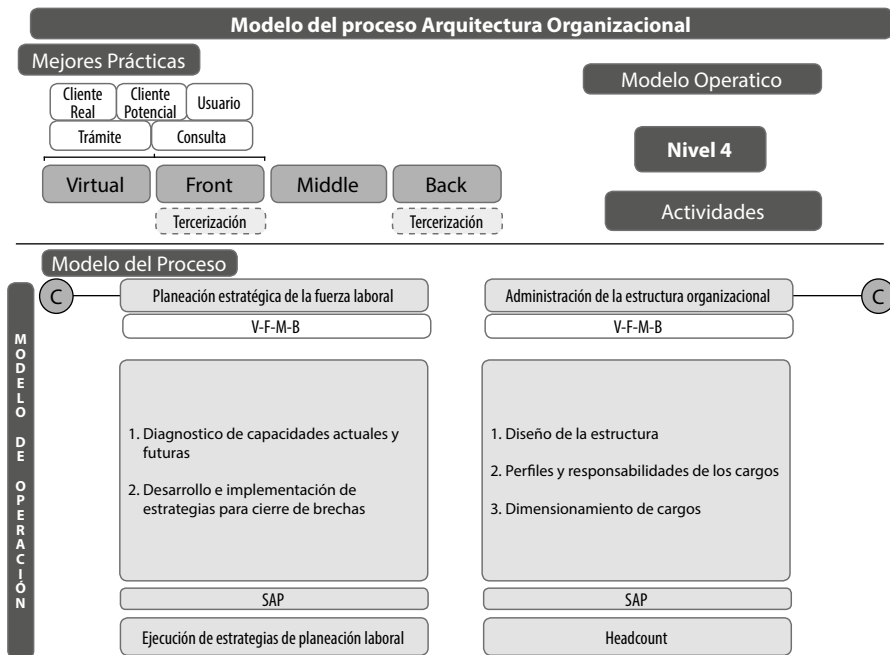 Modelo del proceso Arquitectura Organizacional
Mejores Prácticas
Cliente
Real
Cliente
Potencial
Usuario
Trámite
Consulta
Virtual
Front
Middle
Back
Tercerización
Tercerización
Modelo Operatico
Nivel 4
Actividades
Modelo del Proceso
MODELO DE OPERACIÓN
C
Planeación estratégica de la fuerza laboral
V-F-M-B
1. Diagnostico de capacidades actuales y
futuras
2. Desarrollo e implementación de
estrategias para cierre de brechas
SAP
Ejecución de estrategias de planeación laboral
Administración de la estructura organizacional
C
V-F-M-B
1. Diseño de la estructura
2. Perfiles y responsabilidades de los cargos
3. Dimensionamiento de cargos
SAP
Headcount